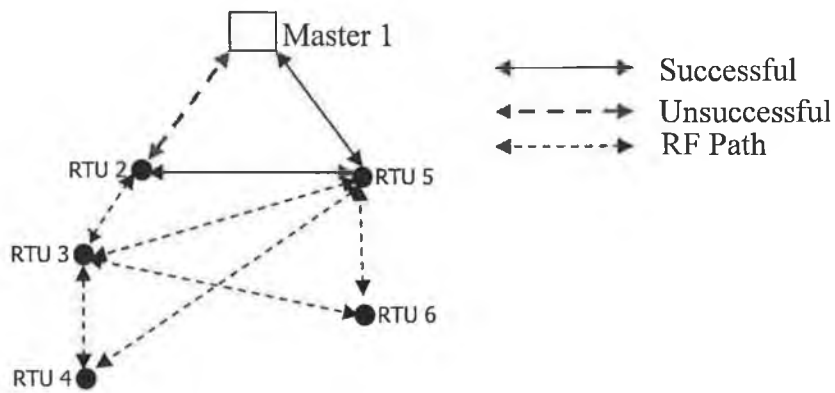 Master 1
Successful
Unsuccessful
RF Path
RTU 2
RTU 5
RTU 3
RTU 6
RTU 4